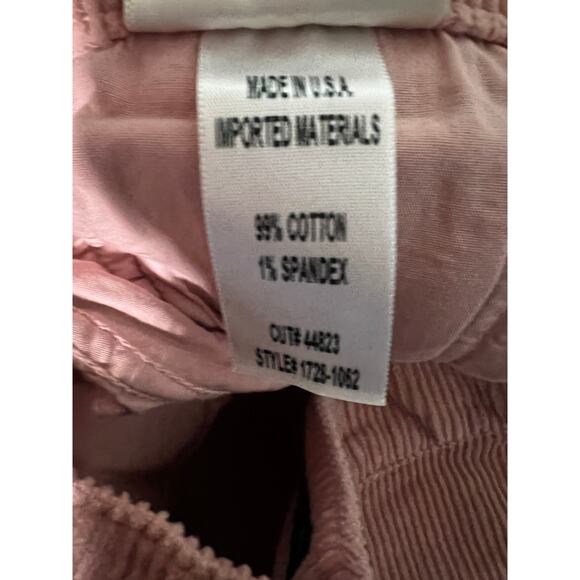 MADE IN U.S.A.
IMPORTED MATERIALS
99% COTTON
1% SPANDEX
CUT# 44823
STYLE# 1728-1062